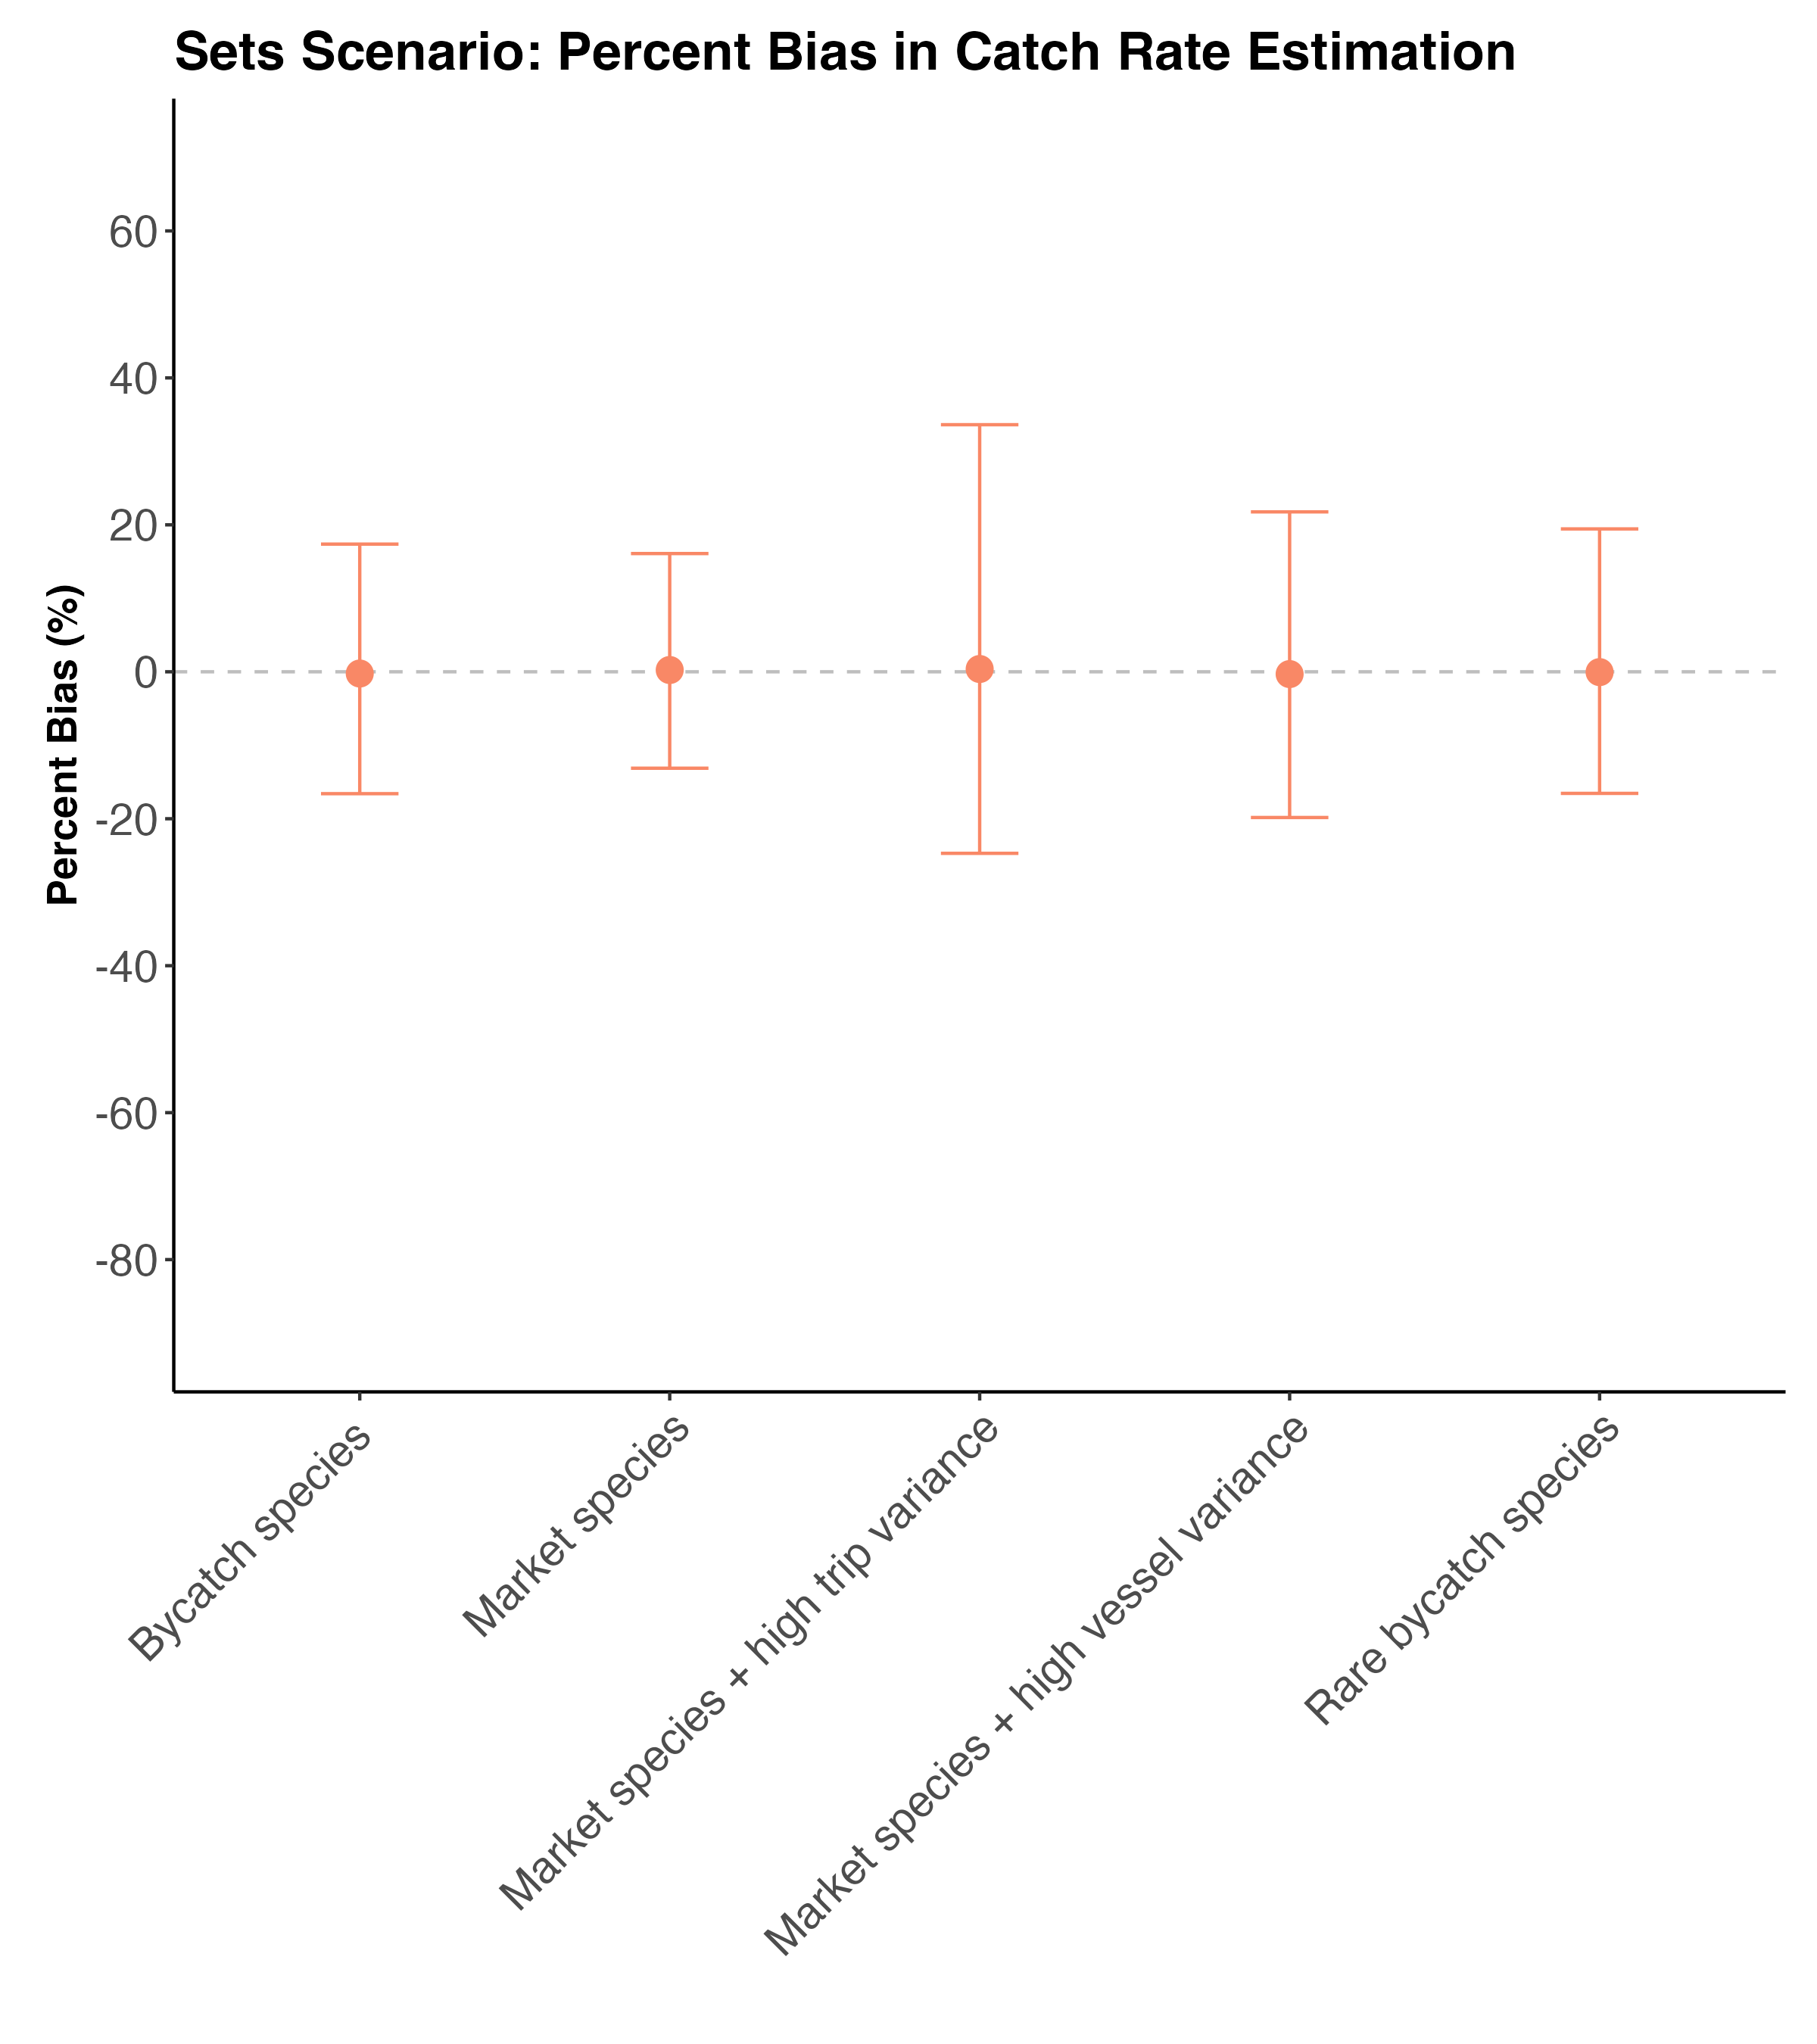 Sets Scenario: Percent Bias in Catch Rate Estimation
Percent Bias (%)
60
40
20
0
-20
-40
-60
-80
Bycatch species
Market species
Market species + high trip variance
Market species + high vessel variance
Rare bycatch species